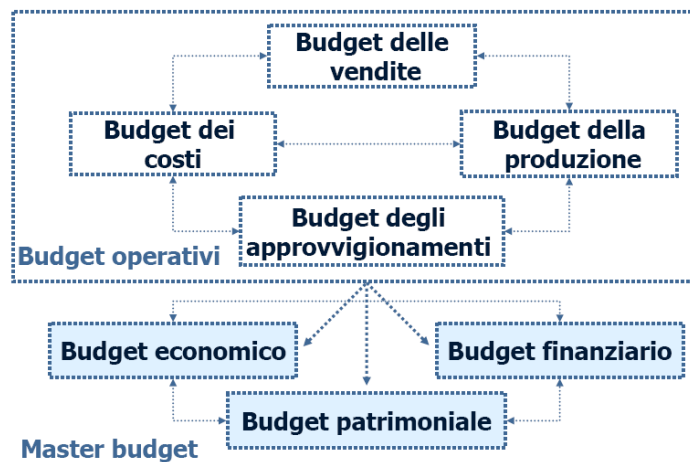 Budget delle
vendite
Budget dei
costi
Budget della
produzione
Budget degli
approvvigionamenti
Budget operativi
Budget economico
Budget finanziario
Budget patrimoniale
Master budget